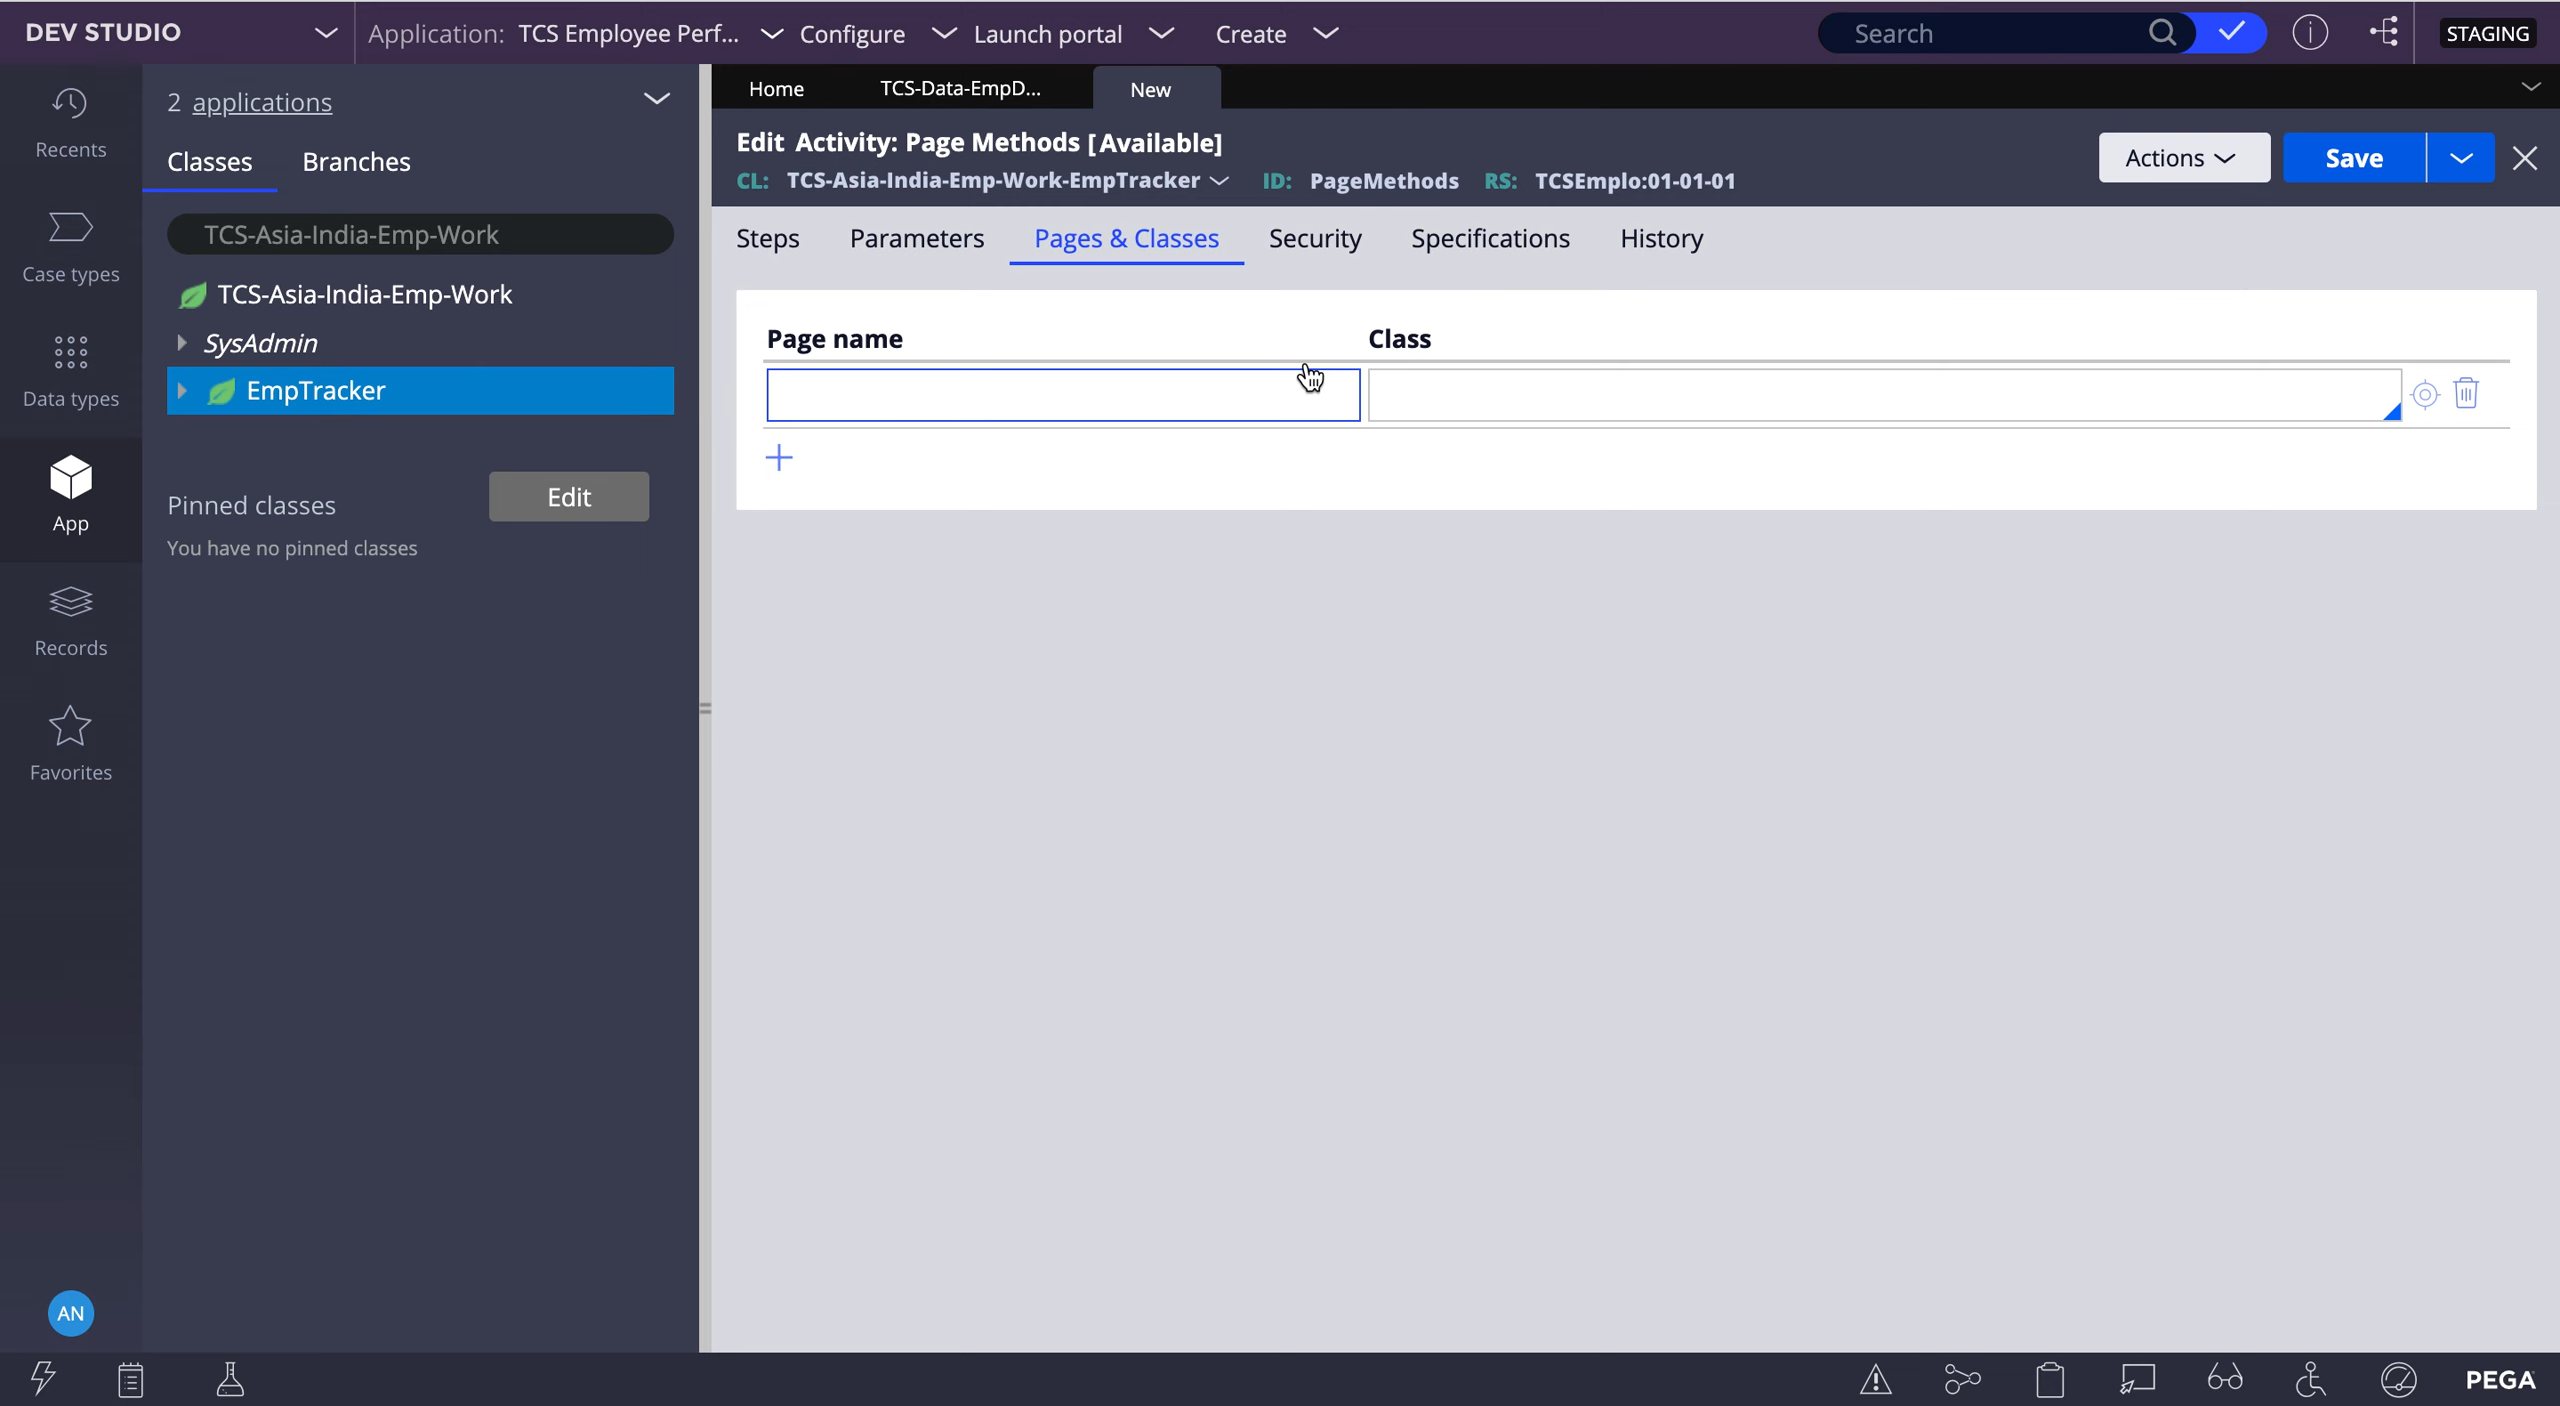 DEV STUDIO
Application: TCS Employee Perf...
Configure
Launch portal
Create
Search
STAGING
Recents
Case types
Data types
App
Records
Favorites
AN
2 applications
Classes
Branches
TCS-Asia-India-Emp-Work
TCS-Asia-India-Emp-Work
SysAdmin
EmpTracker
Pinned classes
Edit
You have no pinned classes
Home
TCS-Data-EmpD...
New
Edit Activity: Page Methods [Available]
CL: TCS-Asia-India-Emp-Work-EmpTracker ID: PageMethods RS: TCSEmplo:01-01-01
Actions
Save
Steps
Parameters
Pages & Classes
Security
Specifications
History
Page name
Class
PEGA